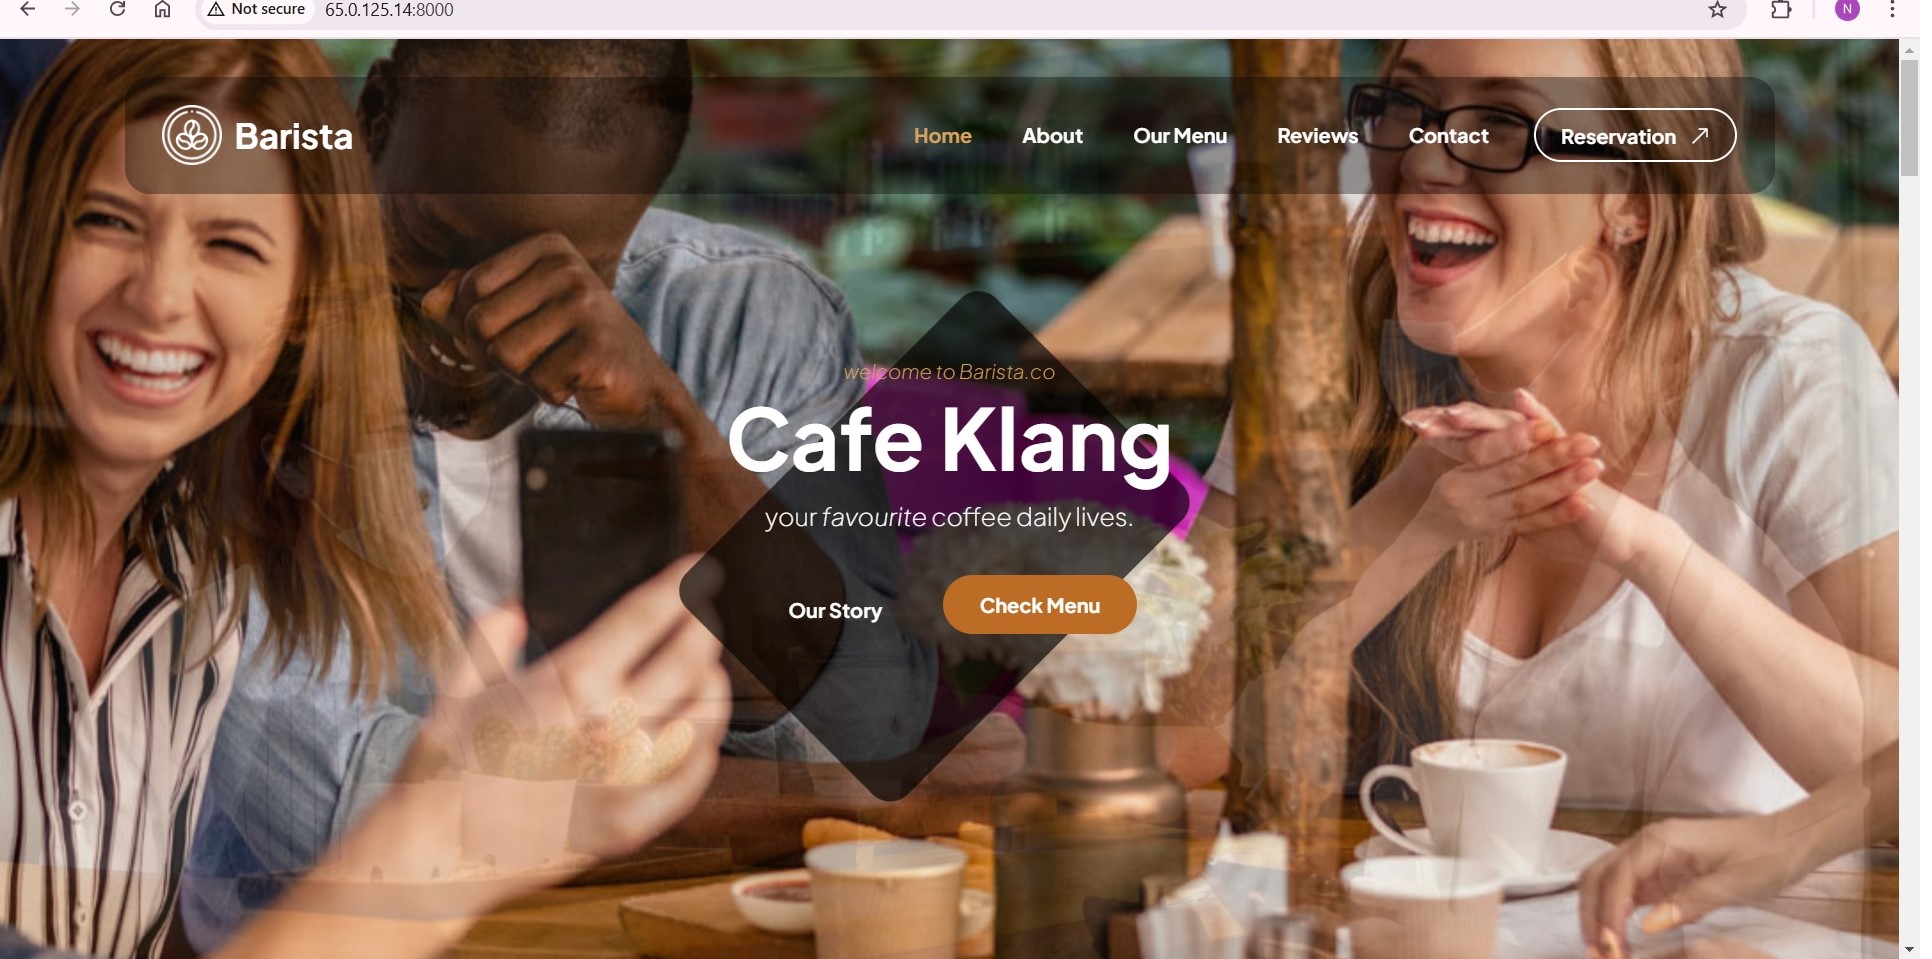 Not secure 65.0.125.14:8000
N
Barista
Home About Our Menu Reviews Contact Reservation
welcome to Barista.co
Cafe Klang
your favourite coffee daily lives.
Our Story Check Menu